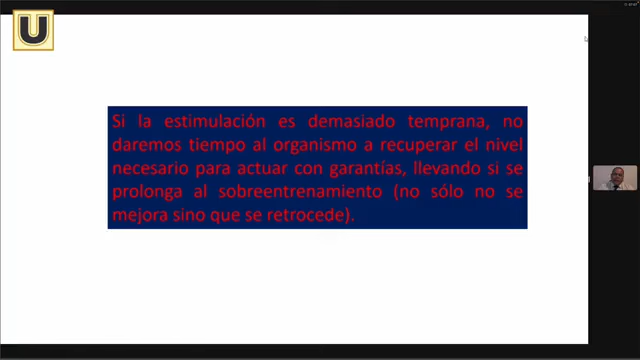 U
Si la estimulación es demasiado temprana, no
daremos tiempo al organismo a recuperar el nivel
necesario para actuar con garantías, llevando si se
prolonga al sobreentrenamiento (no sólo no se
mejora sino que se retrocede).